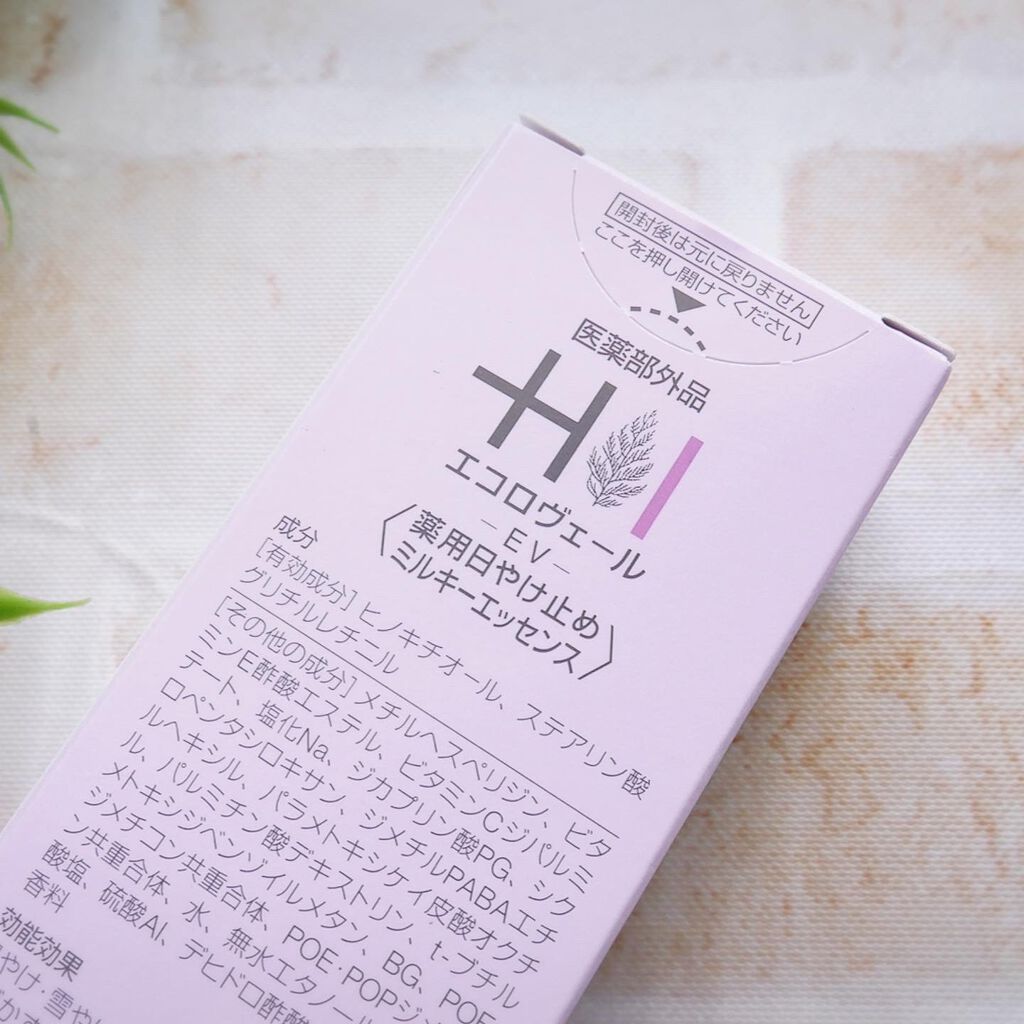 開封後は元に戻りません
ここを押し開けてください
医薬部外品
H
エコロヴェール
－EV－
〈薬用日やけ止め
ミルキーエッセンス〉
成分
[有効成分] ヒノキチオール、ステアリン酸
グリチルレチニル
[その他の成分] メチルヘスペリジン、ビタ
ミンE酢酸エステル、ビタミンCジパルミ
テート、塩化Na、ジカプリン酸PG、シク
ロペンタシロキサン、ジメチルPABAエチ
ルヘキシル、パラメトキシケイ皮酸オクチ
ル、パルミチン酸デキストリン、t-ブチル
メトキシジベンゾイルメタン、BG、POE
ジメチコン共重合体、POE·POPジメ
ン共重合体、水、無水エタノール
酸塩、硫酸Al、デヒドロ酢酸
香料
効能効果
やけ・雪や